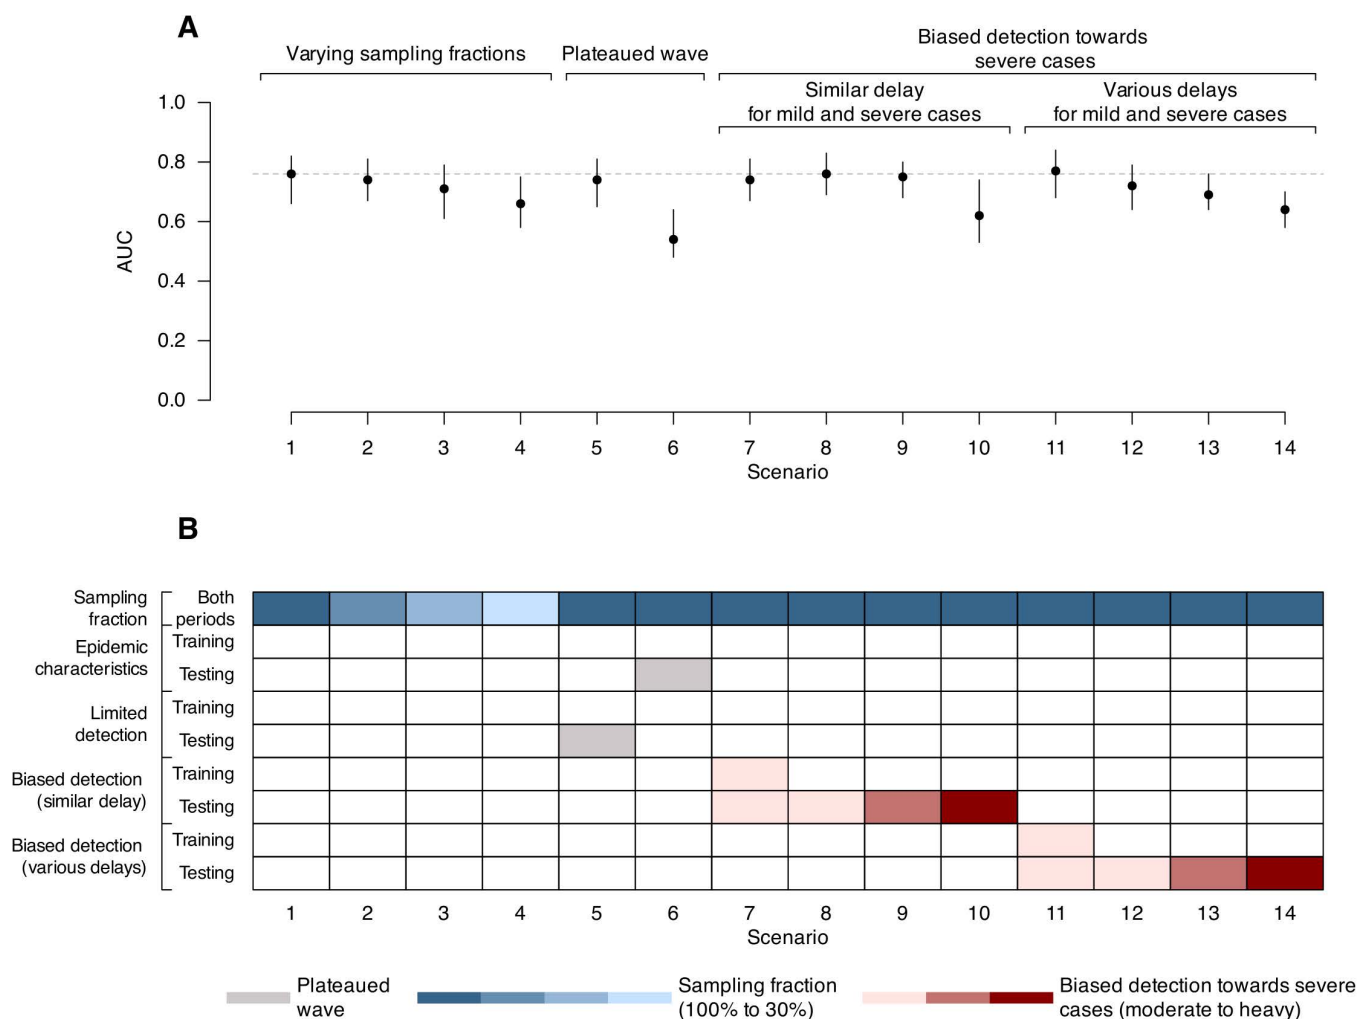 A
Varying sampling fractions
Plateaued wave
Biased detection towards
severe cases
Similar delay
for mild and severe cases
Various delays
for mild and severe cases
AUC
1.0
0.8
0.6
0.4
0.2
0.0
1 2 3 4 5 6 7 8 9 10 11 12 13 14
Scenario
B
Sampling
fraction
Both
periods
Epidemic
characteristics
Training
Testing
Limited
detection
Training
Testing
Biased detection
(similar delay)
Training
Testing
Biased detection
(various delays)
Training
Testing
1 2 3 4 5 6 7 8 9 10 11 12 13 14
Scenario
Plateaued
wave
Sampling fraction
(100% to 30%)
Biased detection towards severe
cases (moderate to heavy)